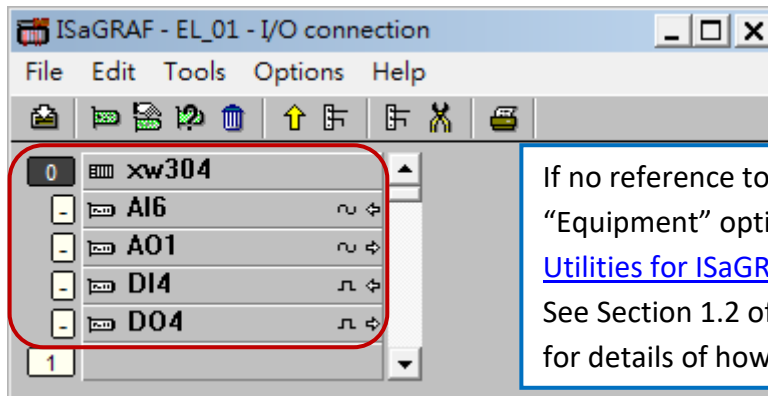 ISaGRAF - EL_01 - I/O connection
File Edit Tools Options Help
0 xw304
- AI6
- AO1
- DI4
- DO4
1
If no reference to
"Equipment" opti
Utilities for ISaGR
See Section 1.2 of
for details of how